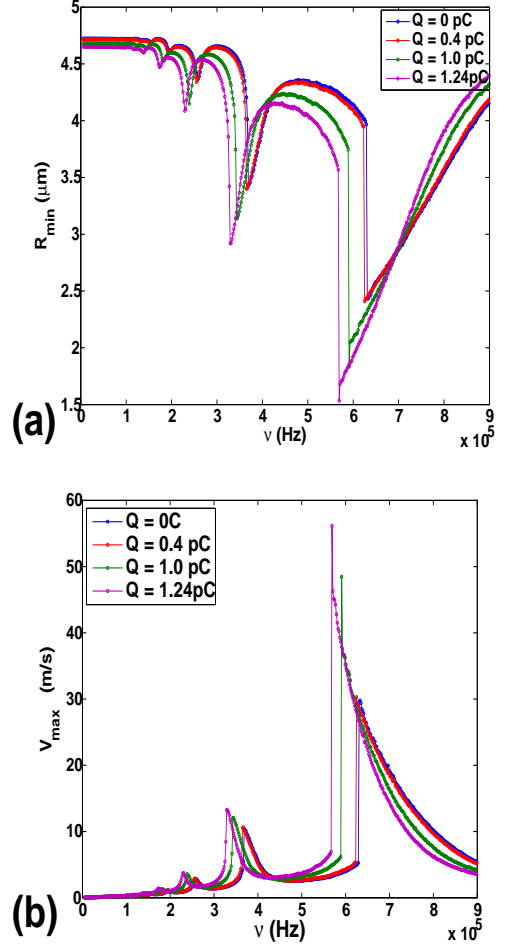 5
4.5
4
3.5
3
2.5
2
1.5
R_min (μm)
Q = 0 pC
Q = 0.4 pC
Q = 1.0 pC
Q = 1.24pC
0 1 2 3 4 5 6 7 8 9
x 10^5
ν (Hz)
(a)
60
50
40
30
20
10
0
V_max (m/s)
Q = 0C
Q = 0.4 pC
Q = 1.0 pC
Q = 1.24pC
0 1 2 3 4 5 6 7 8 9
x 10^5
ν (Hz)
(b)